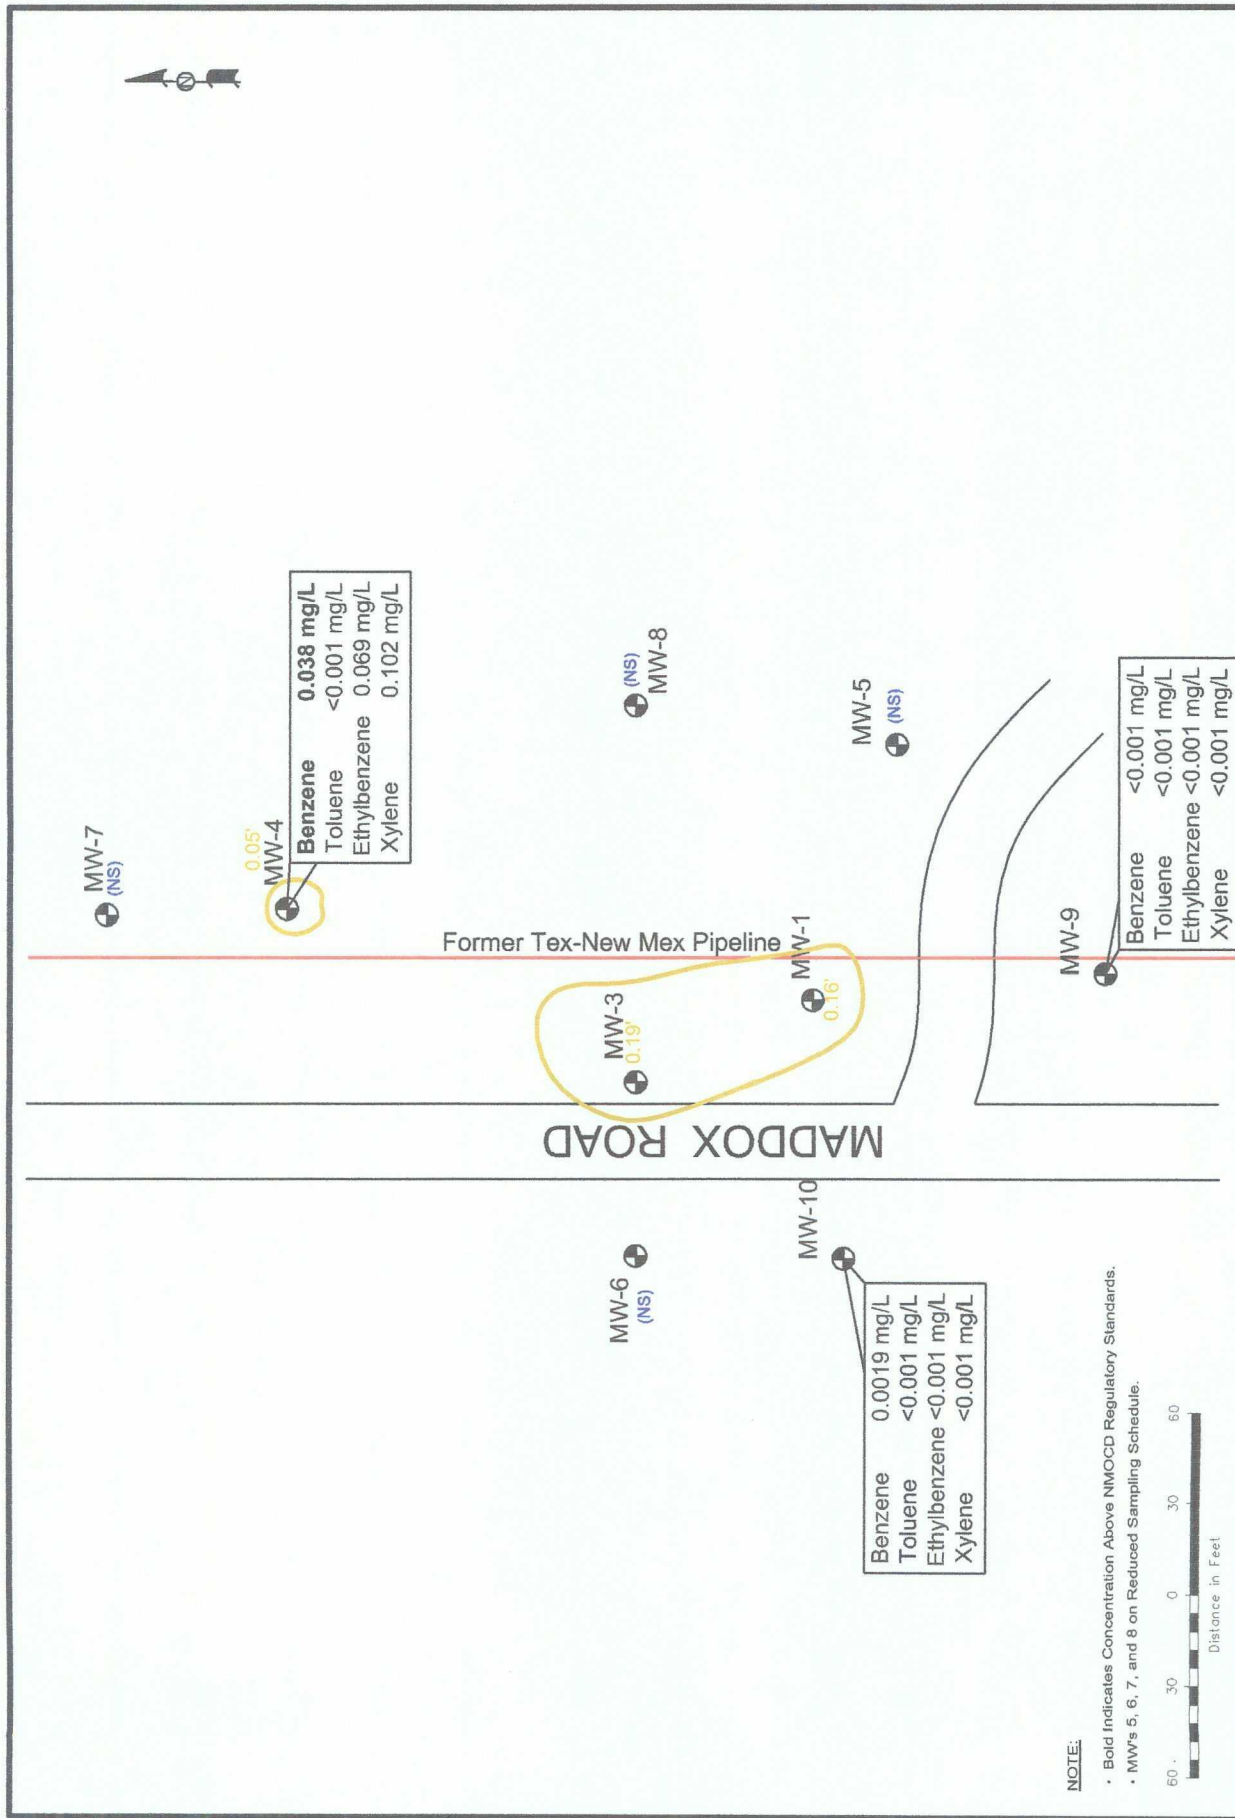 N
MW-7
(NS)
0.05'
MW-4
Benzene 0.038 mg/L
Toluene <0.001 mg/L
Ethylbenzene 0.069 mg/L
Xylene 0.102 mg/L
Former Tex-New Mex Pipeline
MW-3
0.19'
MW-1
0.16'
(NS)
MW-8
MW-5
(NS)
MADDOX ROAD
MW-6
(NS)
MW-10
Benzene 0.0019 mg/L
Toluene <0.001 mg/L
Ethylbenzene <0.001 mg/L
Xylene <0.001 mg/L
MW-9
Benzene <0.001 mg/L
Toluene <0.001 mg/L
Ethylbenzene <0.001 mg/L
Xylene <0.001 mg/L
NOTE:
• Bold Indicates Concentration Above NMOCD Regulatory Standards.
• MW's 5, 6, 7, and 8 on Reduced Sampling Schedule.
60 30 0 30 60
Distance in Feet